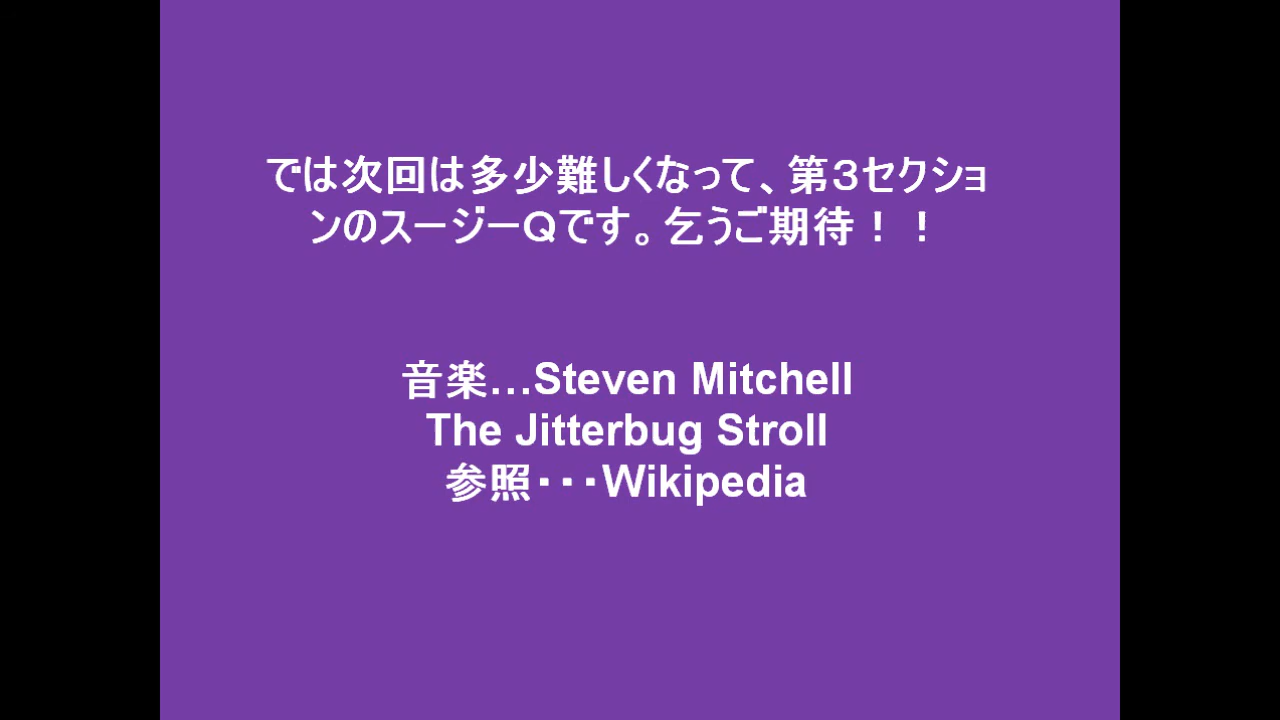 では次回は多少難しくなって、第３セクショ
ンのスージーＱです。乞うご期待！！
音楽…Steven Mitchell
The Jitterbug Stroll
参照・・・Wikipedia